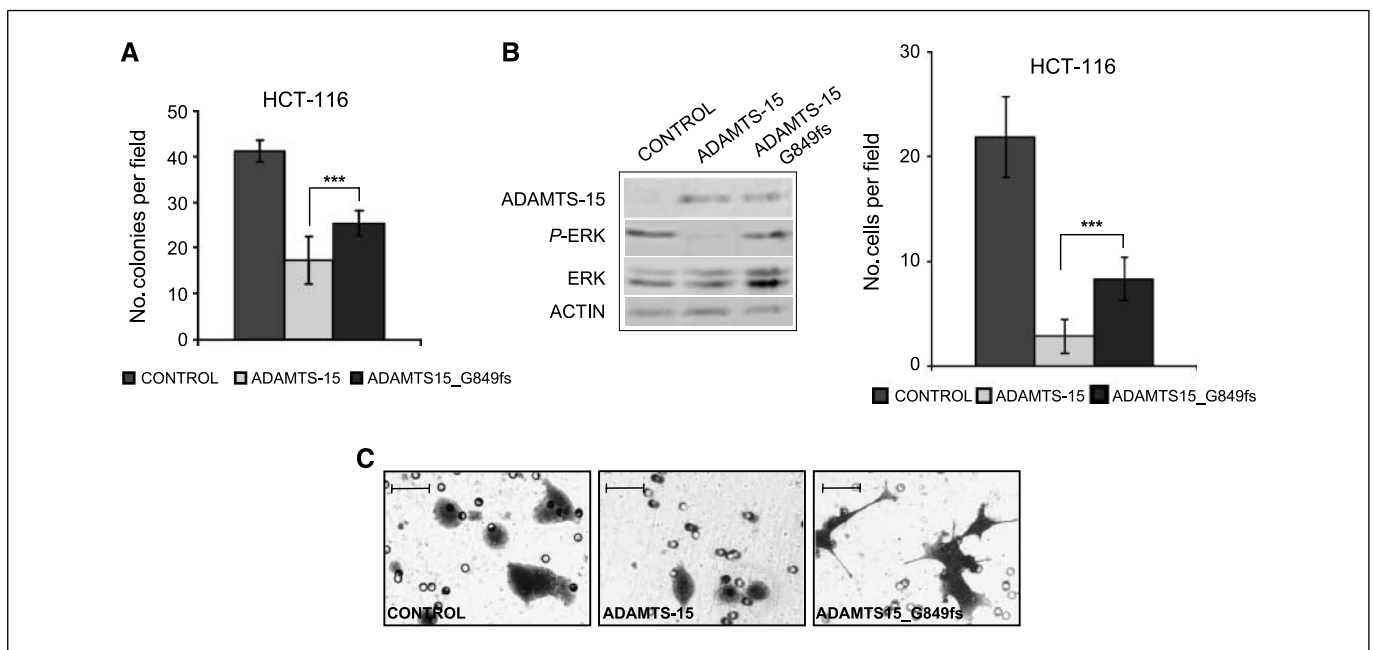 A
HCT-116
No. colonies per field
50
40
30
20
10
0
***
CONTROL ADAMTS-15 ADAMTS15_G849fs
B
CONTROL
ADAMTS-15
ADAMTS-15
G849fs
ADAMTS-15
P-ERK
ERK
ACTIN
HCT-116
No. cells per field
30
20
10
0
***
CONTROL ADAMTS-15 ADAMTS15_G849fs
C
CONTROL
ADAMTS-15
ADAMTS15_G849fs